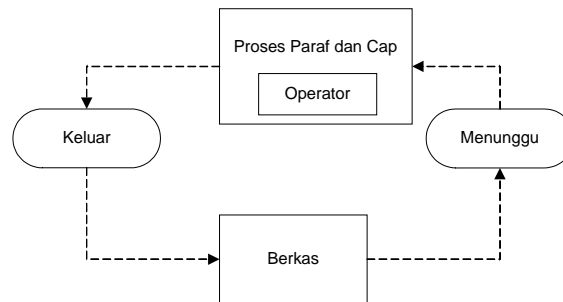 Proses Paraf dan Cap
Operator
Keluar
Menunggu
Berkas